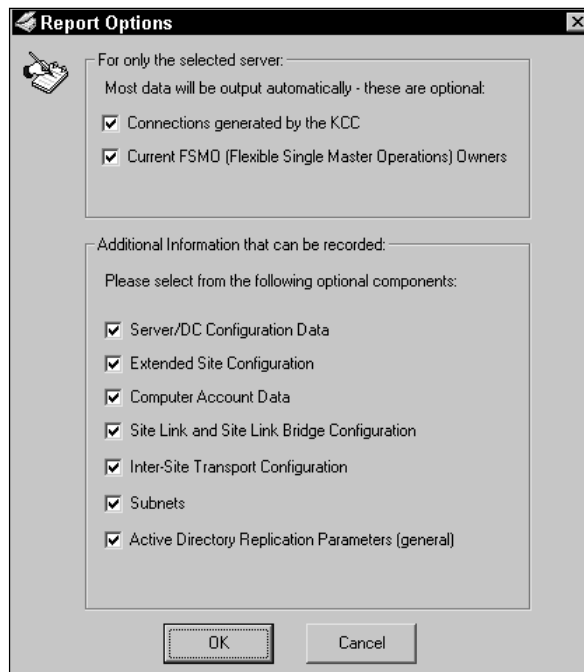 Report Options
For only the selected server:
Most data will be output automatically - these are optional:
Connections generated by the KCC
Current FSMO (Flexible Single Master Operations) Owners
Additional Information that can be recorded:
Please select from the following optional components:
Server/DC Configuration Data
Extended Site Configuration
Computer Account Data
Site Link and Site Link Bridge Configuration
Inter-Site Transport Configuration
Subnets
Active Directory Replication Parameters (general)
OK
Cancel